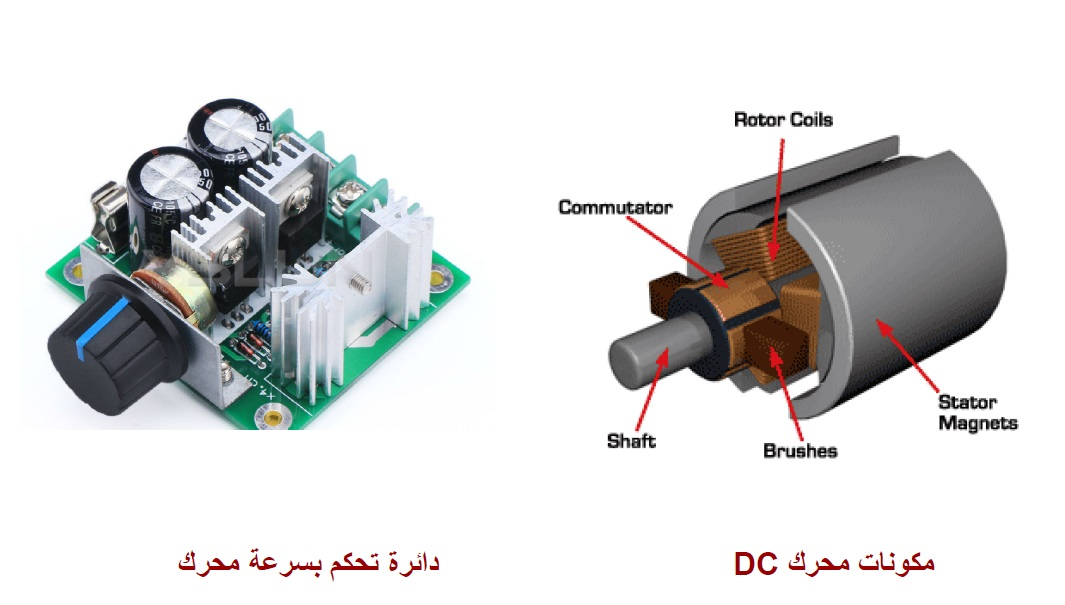 Rotor Coils
Commutator
Shaft
Brushes
Stator
Magnets
دائرة تحكم بسرعة محرك
مكونات محرك DC